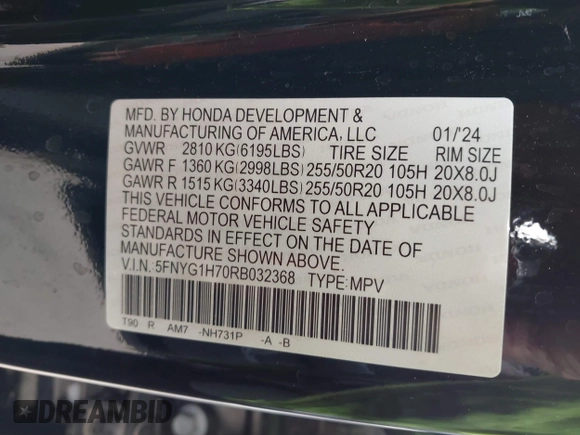 MFD. BY HONDA DEVELOPMENT &
MANUFACTURING OF AMERICA, LLC 01/'24
GVWR 2810 KG(6195LBS) TIRE SIZE RIM SIZE
GAWR F 1360 KG(2998LBS) 255/50R20 105H 20X8.0J
GAWR R 1515 KG(3340LBS) 255/50R20 105H 20X8.0J
THIS VEHICLE CONFORMS TO ALL APPLICABLE
FEDERAL MOTOR VEHICLE SAFETY
STANDARDS IN EFFECT ON THE DATE OF
MANUFACTURE SHOWN ABOVE.
V.I.N. 5FNYG1H70RB032368 TYPE:MPV
T90 R AM7 -NH731P -A -B
DREAMBID